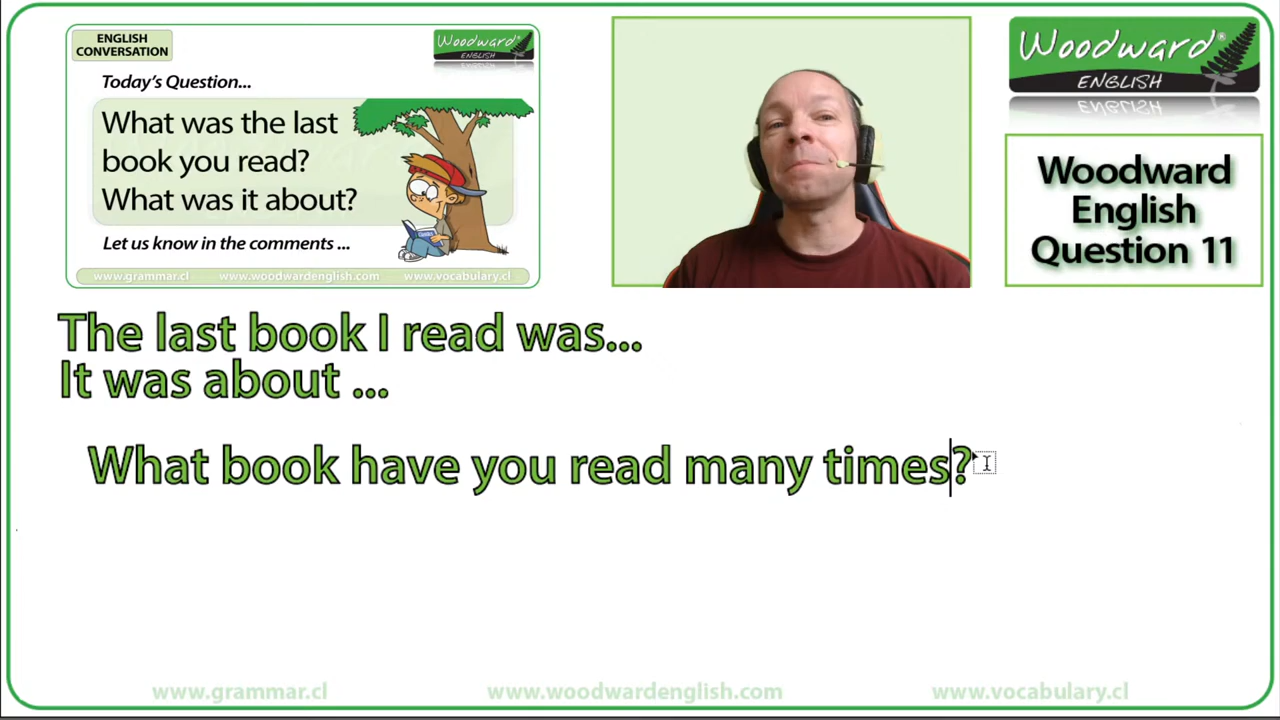 ENGLISH
CONVERSATION
Woodward®
ENGLISH
Today's Question...
What was the last
book you read?
What was it about?
Let us know in the comments ...
www.grammar.cl www.woodwardenglish.com www.vocabulary.cl
Woodward®
ENGLISH
Woodward
English
Question 11
The last book I read was...
It was about ...
What book have you read many times?
www.grammar.cl www.woodwardenglish.com www.vocabulary.cl